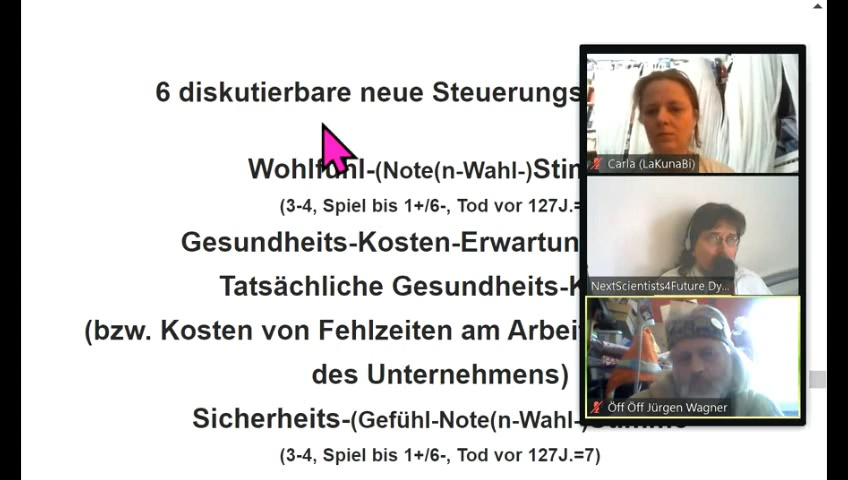 6 diskutierbare neue Steuerungs
Wohlfühl-(Note(n-Wahl-)Stim
(3-4, Spiel bis 1+/6-, Tod vor 127J.=
Gesundheits-Kosten-Erwartun
Tatsächliche Gesundheits-K
(bzw. Kosten von Fehlzeiten am Arbei
des Unternehmens)
Sicherheits-(Gefühl-Note(n-Wahl-)
(3-4, Spiel bis 1+/6-, Tod vor 127J.=7)
Carla (LaKunaBi)
NextScientists4Future Dy...
Öff Öff Jürgen Wagner